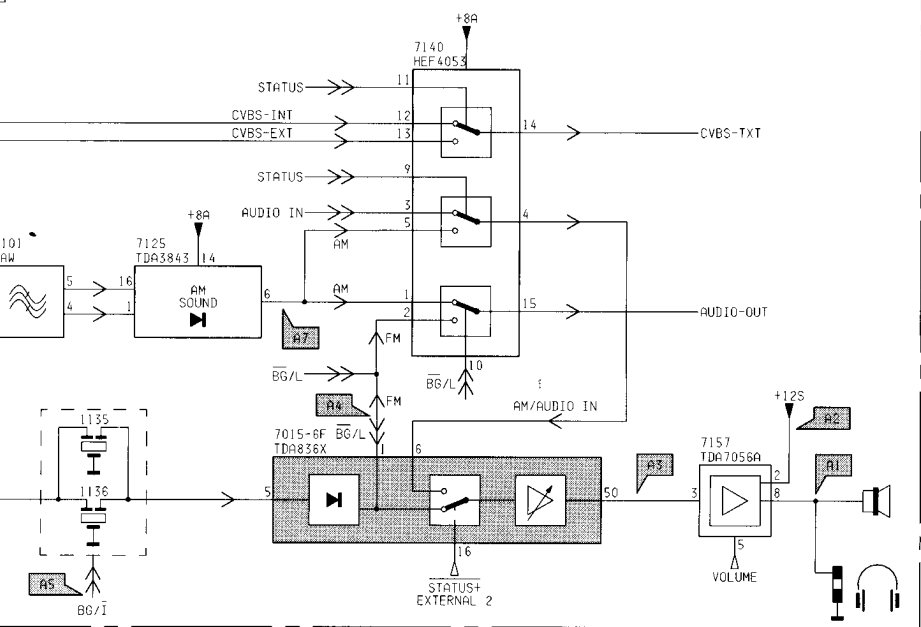 +8A
7140
HEF4053
STATUS
11
CVBS-INT
12
CVBS-EXT
13
14
CVBS-TXT
STATUS
9
AUDIO IN
3
5
4
+8A
AM
101
AW
7125
TDA3843
14
5
4
16
1
AM
SOUND
6
AM
1
2
15
AUDIO-OUT
A7
FM
B̅G̅/L
10
B̅G̅/L
A4
FM
AM/AUDIO IN
+12S
A2
1135
7015-6F
TDA836X
B̅G̅/L
1
6
A3
7157
TDA7056A
A1
2
1136
5
50
3
8
16
5
VOLUME
A5
BG/I̅
S̅T̅A̅T̅U̅S̅+
EXTERNAL 2